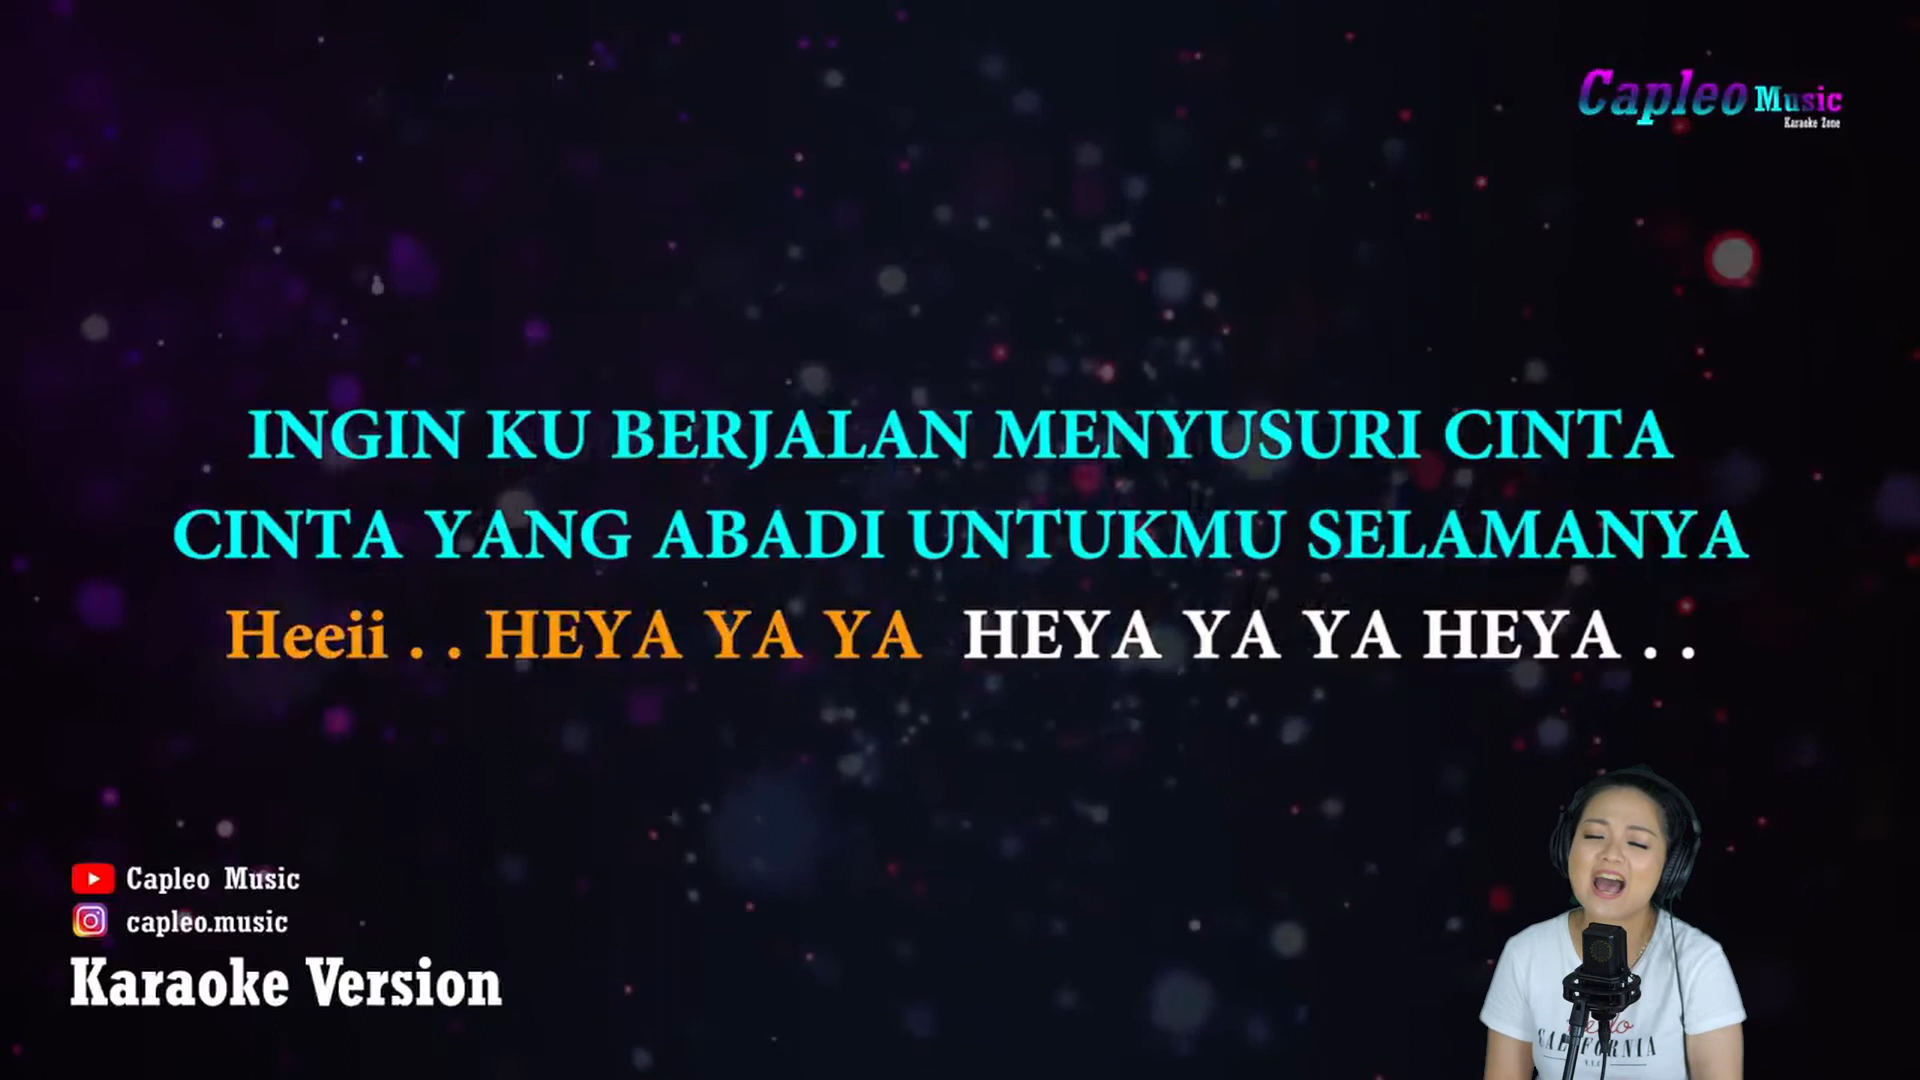 Capleo Music
Karaoke Zone
INGIN KU BERJALAN MENYUSURI CINTA
CINTA YANG ABADI UNTUKMU SELAMANYA
Heeii . . HEYA YA YA HEYA YA YA HEYA . .
Capleo Music
capleo.music
Karaoke Version
CALIFORNIA